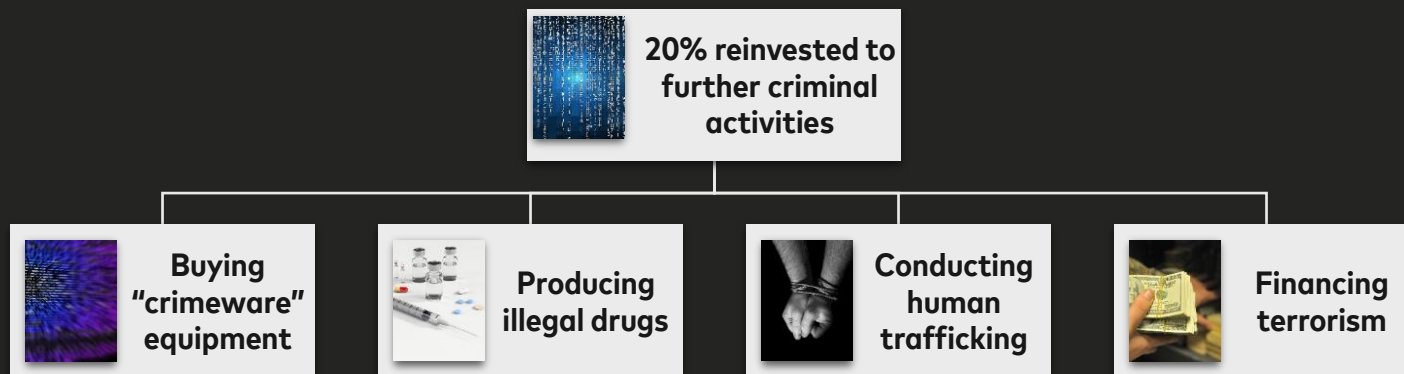 20% reinvested to
further criminal
activities
Buying
“crimeware”
equipment
Producing
illegal drugs
Conducting
human
trafficking
Financing
terrorism